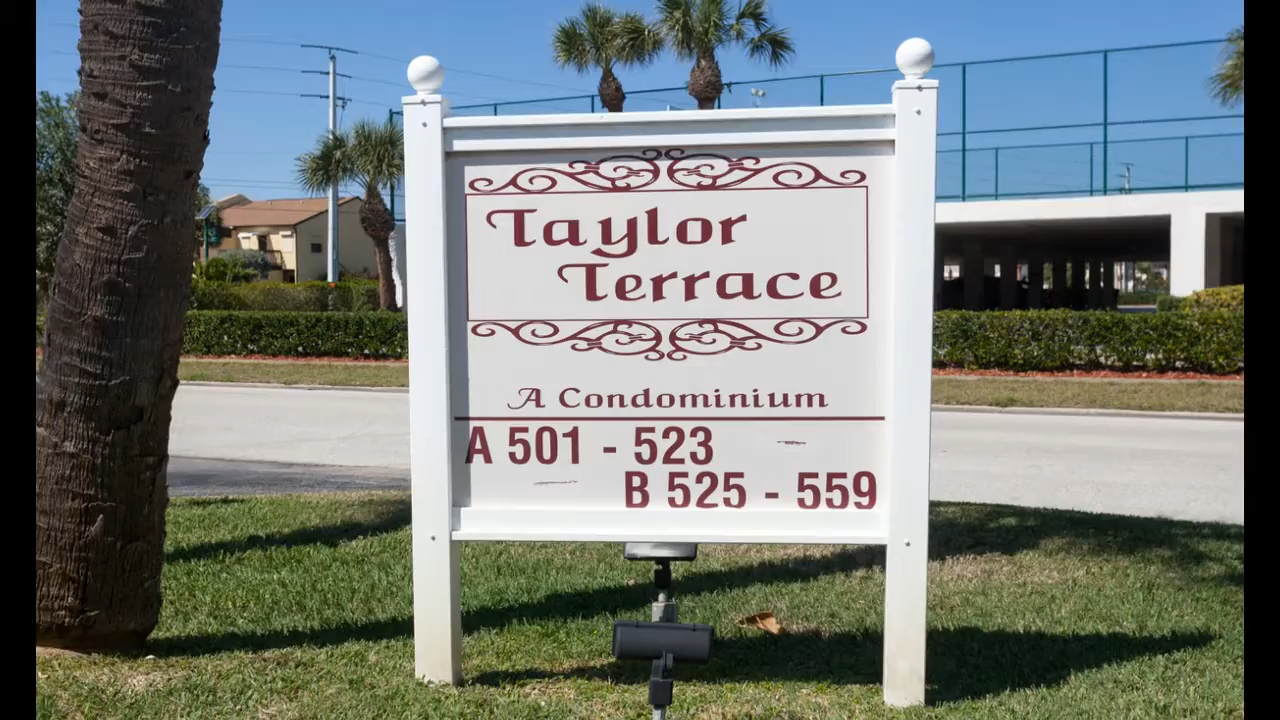 Taylor
Terrace
A Condominium
A 501 - 523
B 525 - 559